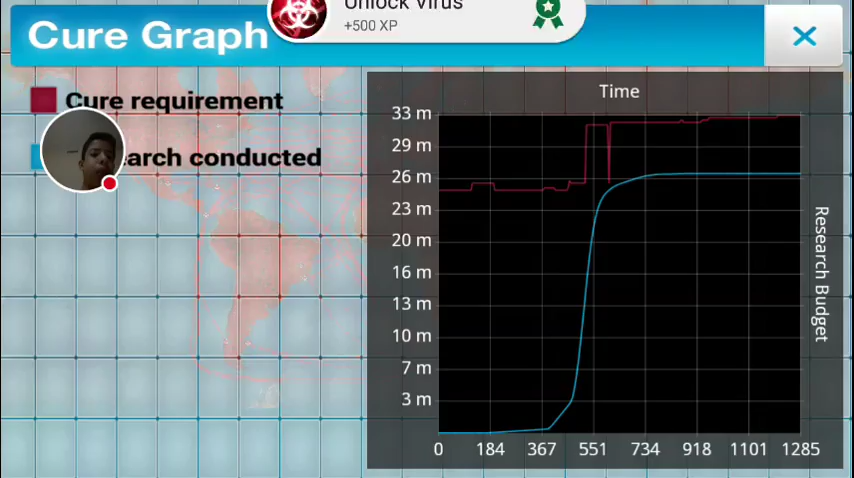 Unlock Virus
+500 XP
Cure Graph
Cure requirement
arch conducted
Time
33 m
29 m
26 m
23 m
20 m
16 m
13 m
10 m
7 m
3 m
0 184 367 551 734 918 1101 1285
Research Budget